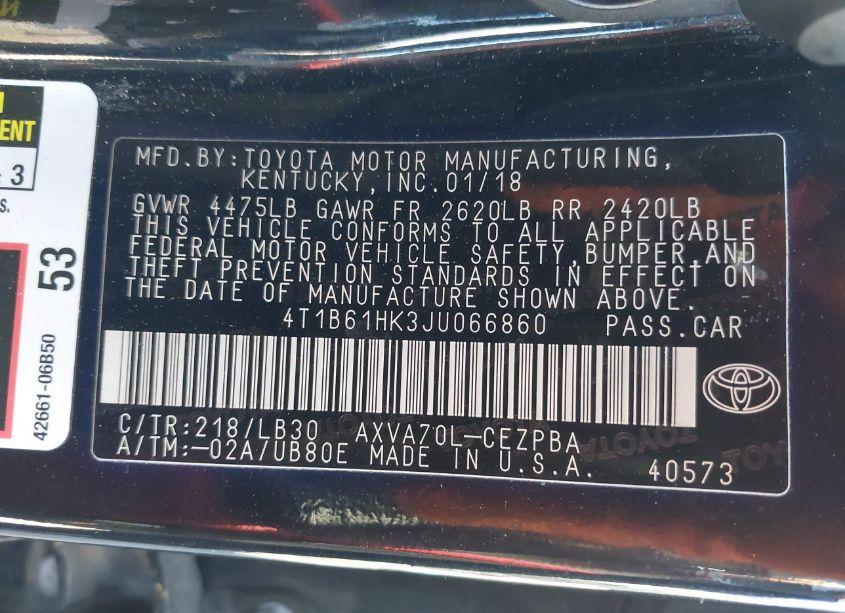 ENT
: 3
s.
53
42661-06B50
MFD.BY:TOYOTA MOTOR MANUFACTURING,
KENTUCKY,INC.01/18
GVWR 4475LB GAWR FR 2620LB RR 2420LB
THIS VEHICLE CONFORMS TO ALL APPLICABLE
FEDERAL MOTOR VEHICLE SAFETY,BUMPER,AND
THEFT PREVENTION STANDARDS IN EFFECT ON
THE DATE OF MANUFACTURE SHOWN ABOVE.
4T1B61HK3JU066860 PASS.CAR
C/TR:218/LB30 AXVA70L-CEZPBA
A/TM:-02A/UB80E MADE IN U.S.A. 40573